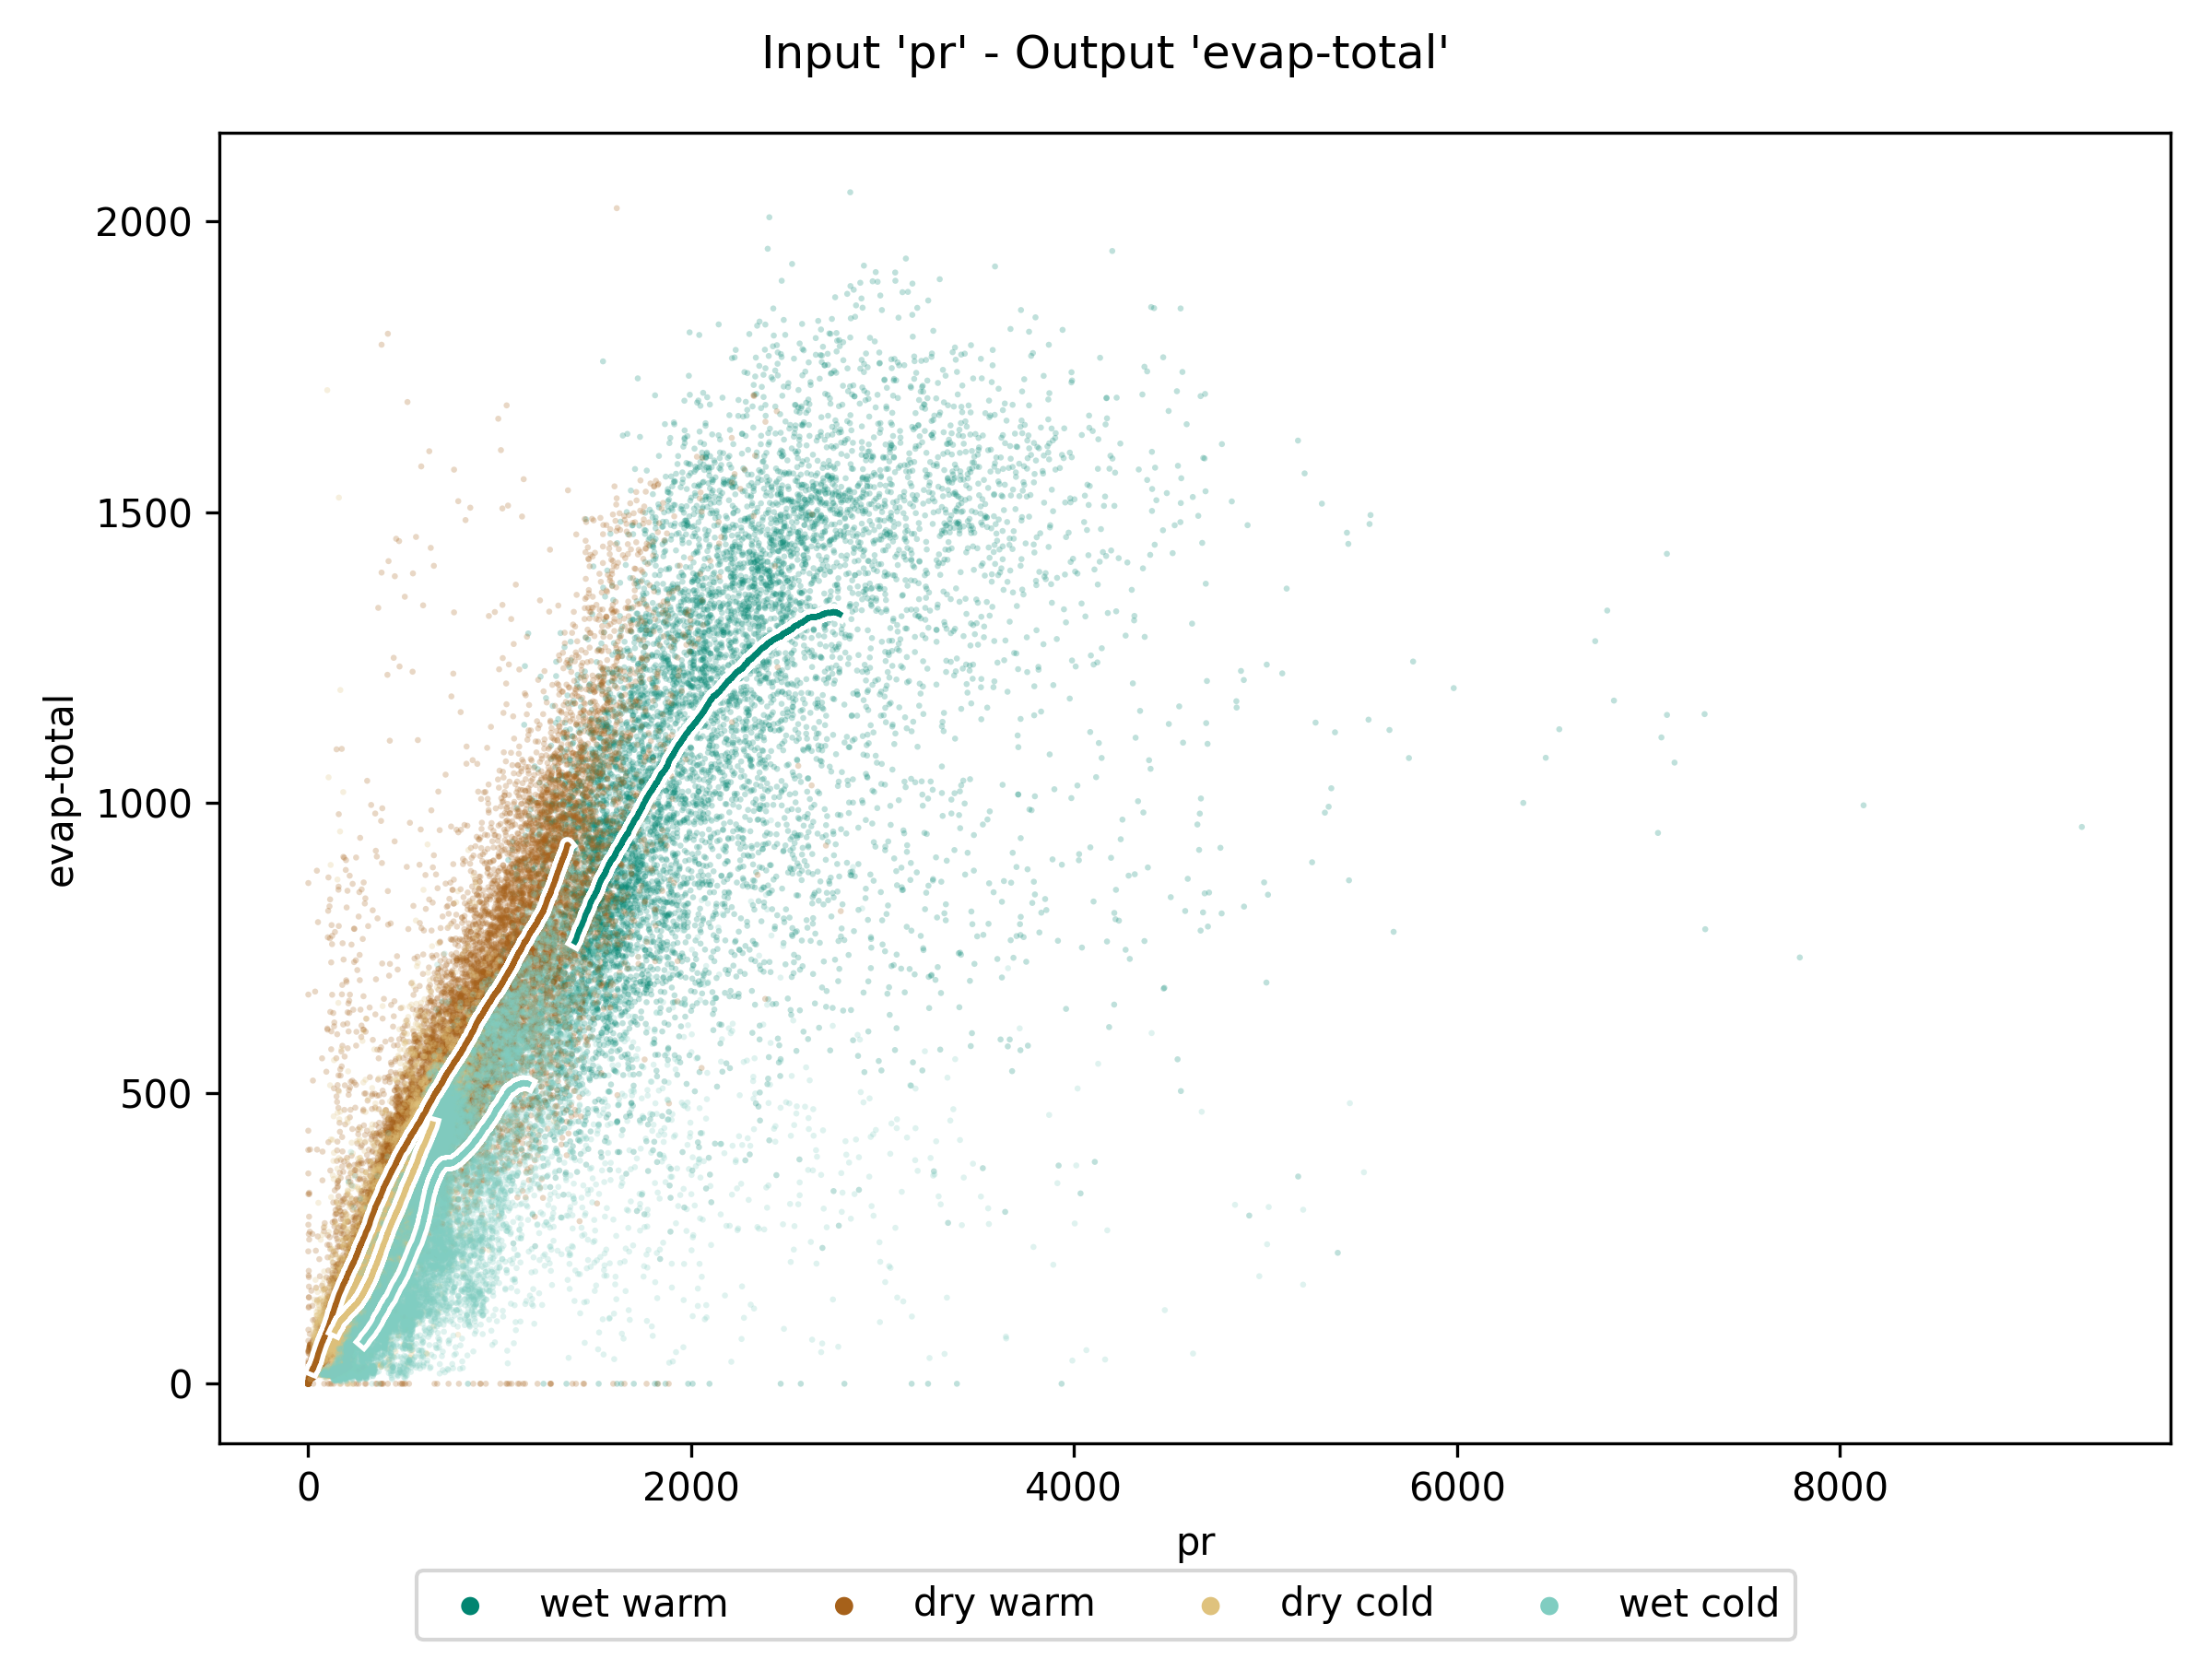 Input 'pr' - Output 'evap-total'
2000
1500
1000
500
0
evap-total
0 2000 4000 6000 8000
pr
wet warm dry warm dry cold wet cold